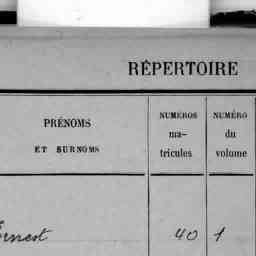 RÉPERTOIRE
PRÉNOMS
ET SURNOMS
NUMÉROS
ma-
tricules
NUMÉRO
du
volume
Ernest 40 1